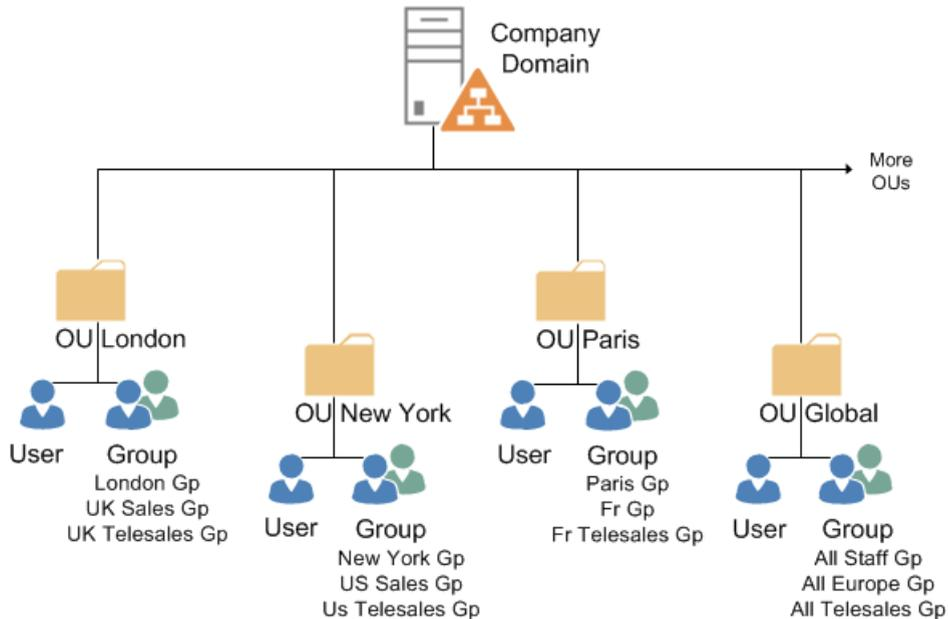 Company
Domain
More
OUs
OU London
User
Group
London Gp
UK Sales Gp
UK Telesales Gp
OU New York
User
Group
New York Gp
US Sales Gp
Us Telesales Gp
OU Paris
User
Group
Paris Gp
Fr Gp
Fr Telesales Gp
OU Global
User
Group
All Staff Gp
All Europe Gp
All Telesales Gp